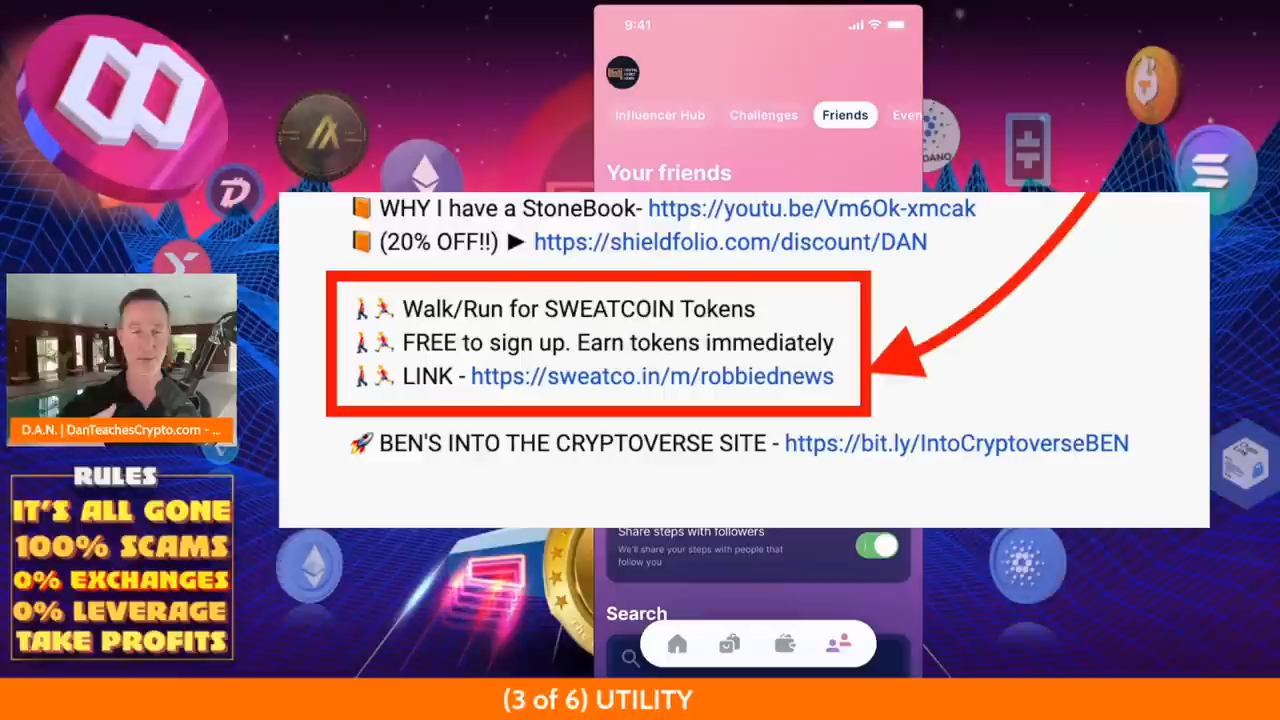 9:41
Influencer Hub Challenges Friends Even
Your friends
DANO
WHY I have a StoneBook- https://youtu.be/Vm6Ok-xmcak
(20% OFF!!) ► https://shieldfolio.com/discount/DAN
Walk/Run for SWEATCOIN Tokens
FREE to sign up. Earn tokens immediately
LINK - https://sweatco.in/m/robbiednews
BEN'S INTO THE CRYPTOVERSE SITE - https://bit.ly/IntoCryptoverseBEN
D.A.N. | DanTeachesCrypto.com - ...
RULES
IT'S ALL GONE
100% SCAMS
0% EXCHANGES
0% LEVERAGE
TAKE PROFITS
Share steps with followers
We'll share your steps with people that
follow you
Search
(3 of 6) UTILITY